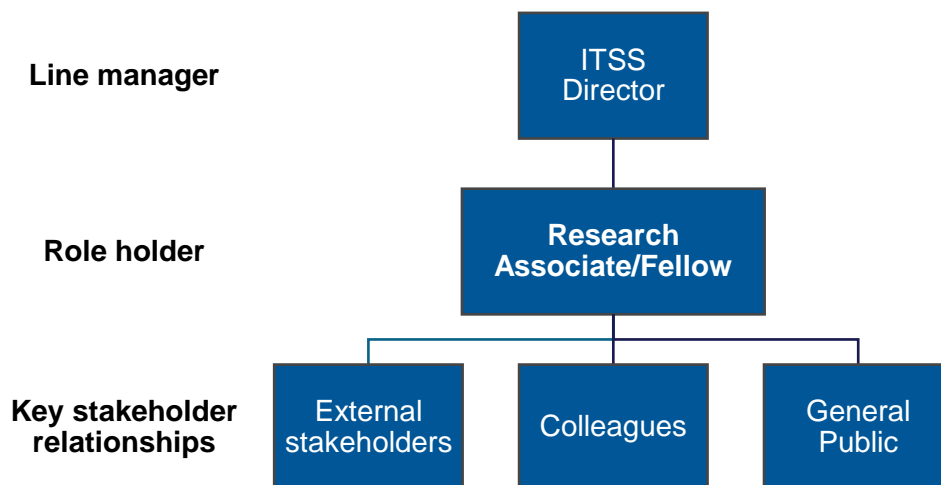 Line manager
ITSS
Director
Role holder
Research
Associate/Fellow
Key stakeholder
relationships
External
stakeholders
Colleagues
General
Public